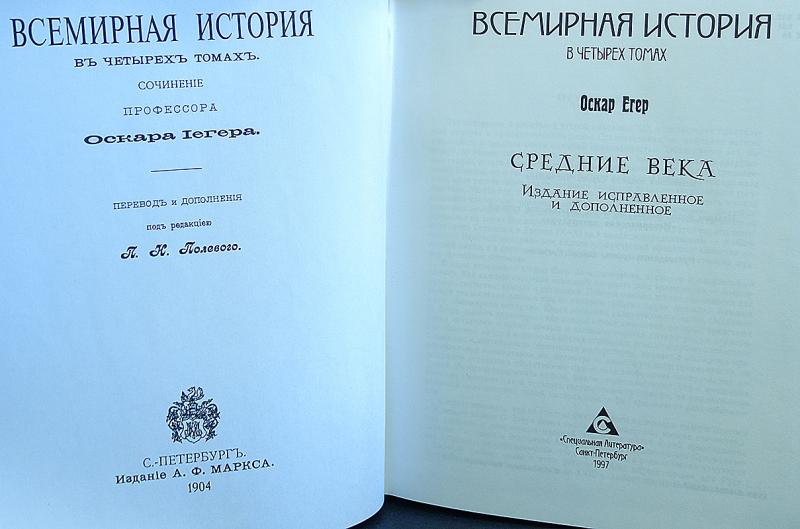 ВСЕМИРНАЯ ИСТОРІЯ
ВЪ ЧЕТЫРЕХЪ ТОМАХЪ.
СОЧИНЕНІЕ
ПРОФЕССОРА
Оскара Іегера.
ПЕРЕВОДЪ И ДОПОЛНЕНІЯ
подъ редакціею
П. Н. Полевого.
С.-ПЕТЕРБУРГЪ.
Изданіе А. Ф. МАРКСА.
1904
ВСЕМИРНАЯ ИСТОРИЯ
В ЧЕТЫРЕХ ТОМАХ
Оскар Егер
СРЕДНИЕ ВЕКА
Издание исправленное
и дополненное
«Специальная Литература»
Санкт-Петербург
1997